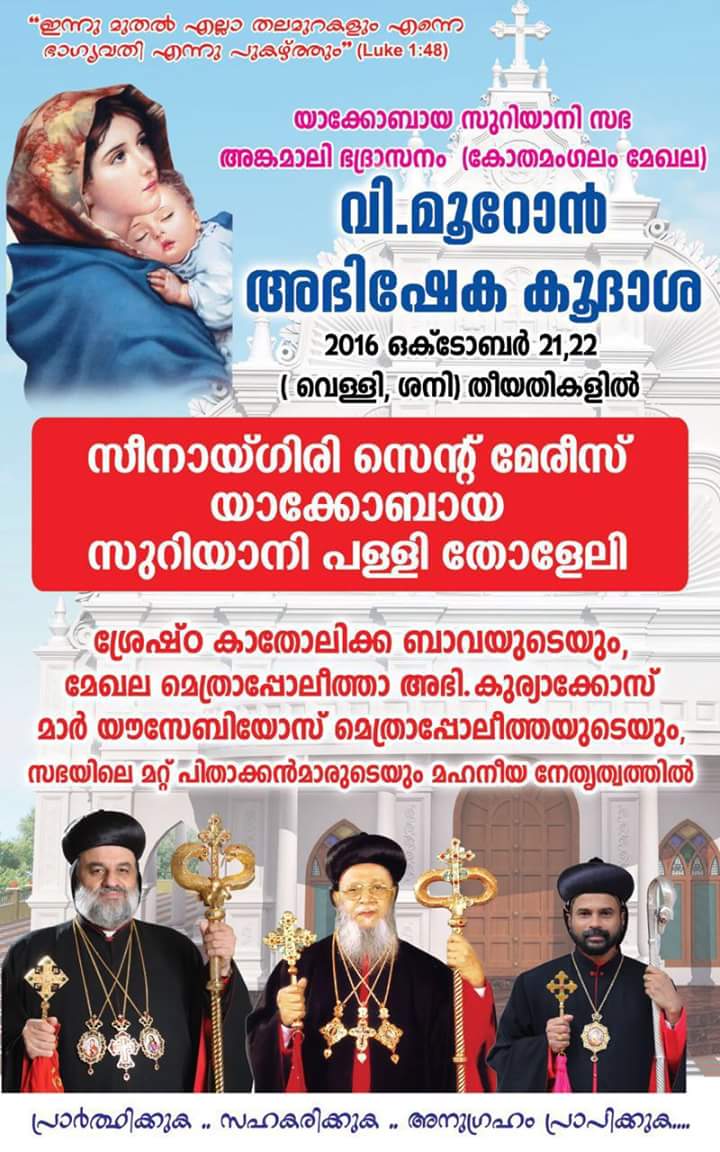 "ഇന്നു മുതൽ എല്ലാ തലമുറകളും എന്നെ
ഭാഗ്യവതി എന്നു പുകഴ്ത്തും" (Luke 1:48)
യാക്കോബായ സുറിയാനി സഭ
അങ്കമാലി ഭദ്രാസനം (കോതമംഗലം മേഖല)
വി.മൂറോൻ
അഭിഷേക കൂദാശ
2016 ഒക്ടോബർ 21,22
( വെള്ളി, ശനി) തീയതികളിൽ
സീനായ്ഗിരി സെന്റ് മേരീസ്
യാക്കോബായ
സുറിയാനി പള്ളി തോളേലി
ശ്രേഷ്ഠ കാതോലിക്ക ബാവയുടെയും,
മേഖല മെത്രാപ്പോലീത്താ അഭി.കുര്യാക്കോസ്
മാർ യൗസേബിയോസ് മെത്രാപ്പോലീത്തയുടെയും,
സഭയിലെ മറ്റ് പിതാക്കൻമാരുടെയും മഹനീയ നേതൃത്വത്തിൽ
പ്രാർത്ഥിക്കുക .. സഹകരിക്കുക .. അനുഗ്രഹം പ്രാപിക്കുക....